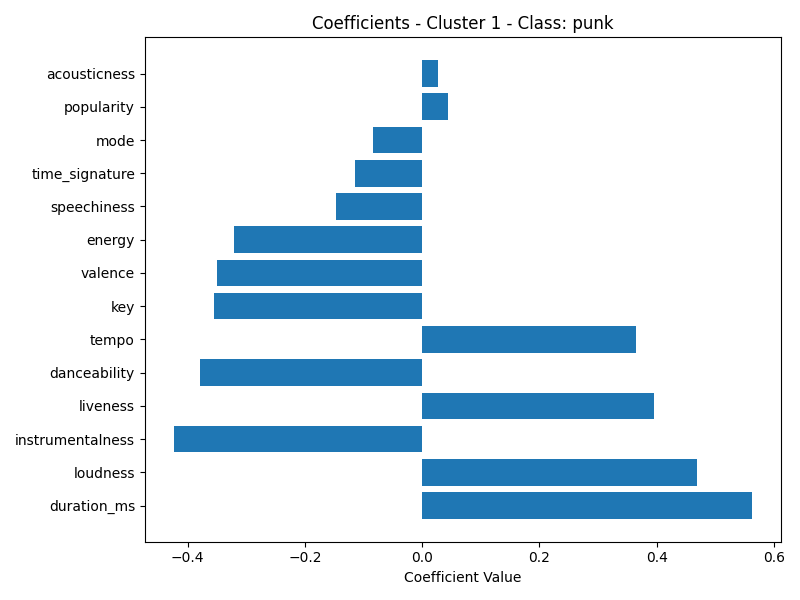 Coefficients - Cluster 1 - Class: punk
acousticness
popularity
mode
time_signature
speechiness
energy
valence
key
tempo
danceability
liveness
instrumentalness
loudness
duration_ms
−0.4 −0.2 0.0 0.2 0.4 0.6
Coefficient Value